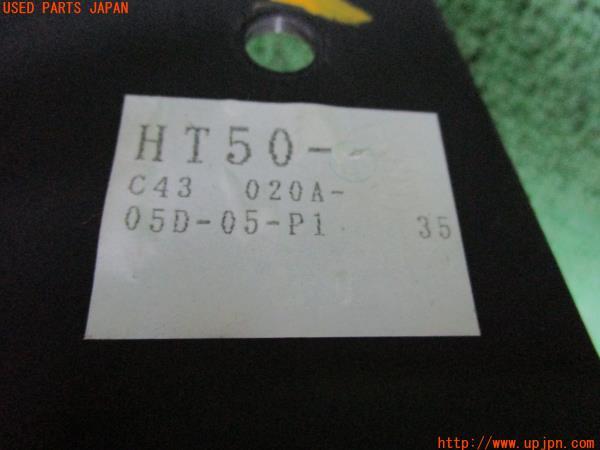 USED PARTS JAPAN
HT50--
C43 020A-
05D-05-P1 35
http://www.upjpn.com/